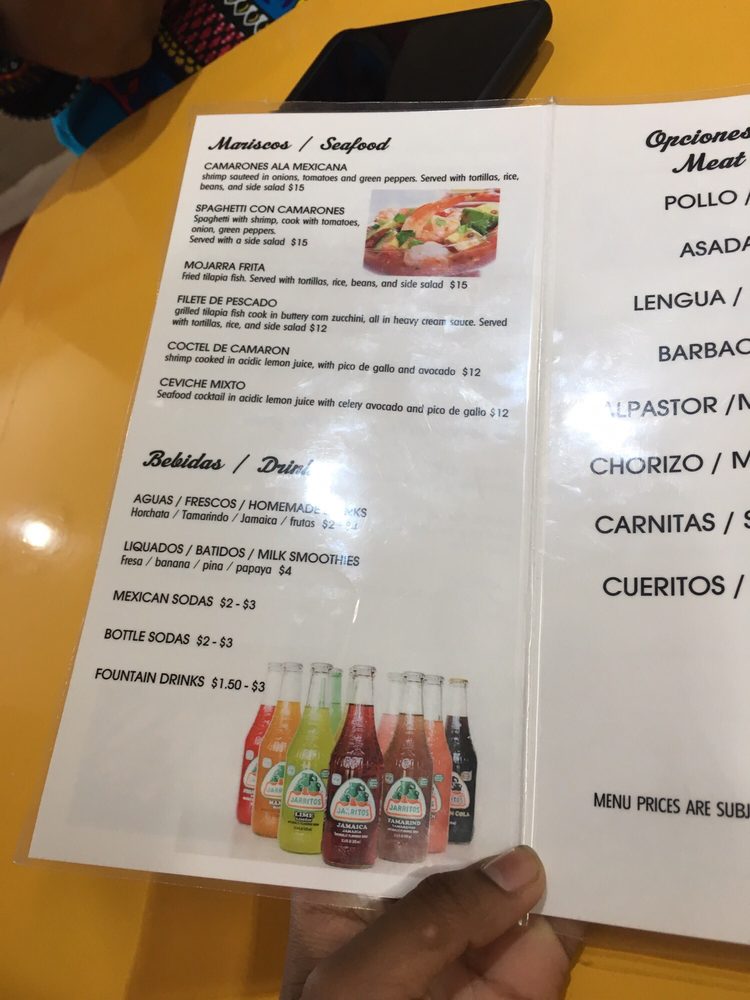 Mariscos / Seafood
CAMARONES ALA MEXICANA
shrimp sauteed in onions, tomatoes and green peppers. Served with tortillas, rice,
beans, and side salad $15
SPAGHETTI CON CAMARONES
Spaghetti with shrimp, cook with tomatoes,
onion, green peppers.
Served with a side salad $15
MOJARRA FRITA
Fried tilapia fish. Served with tortillas, rice, beans, and side salad $15
FILETE DE PESCADO
grilled tilapia fish cook in buttery corn zucchini, all in heavy cream sauce. Served
with tortillas, rice, and side salad $12
COCTEL DE CAMARON
shrimp cooked in acidic lemon juice, with pico de gallo and avocado $12
CEVICHE MIXTO
Seafood cocktail in acidic lemon juice with celery avocado and pico de gallo $12
Bebidas / Drin
AGUAS / FRESCOS / HOMEMADE
Horchata / Tamarindo / Jamaica / frutas $2 -
LIQUADOS / BATIDOS / MILK SMOOTHIES
Fresa / banana / pina / papaya $4
MEXICAN SODAS $2 - $3
BOTTLE SODAS $2 - $3
FOUNTAIN DRINKS $1.50 - $3
JARRITOS
LIME
JARRITOS
JAMAICA
JAMAICA
JARRITOS
TAMARIND
COLA
Opciones
Meat
POLLO /
ASADA
LENGUA /
BARBAC
ALPASTOR /
CHORIZO / M
CARNITAS / S
CUERITOS /
MENU PRICES ARE SUBJ